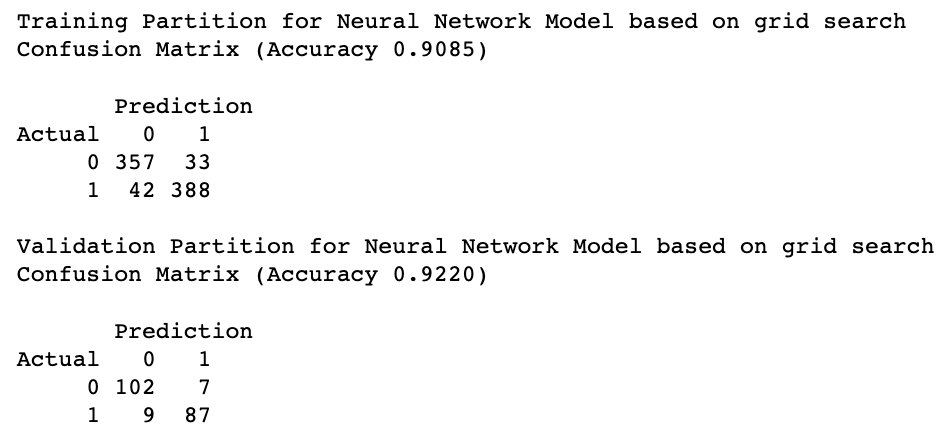 Training Partition for Neural Network Model based on grid search
Confusion Matrix (Accuracy 0.9085)
Prediction
Actual 0 1
0 357 33
1 42 388
Validation Partition for Neural Network Model based on grid search
Confusion Matrix (Accuracy 0.9220)
Prediction
Actual 0 1
0 102 7
1 9 87